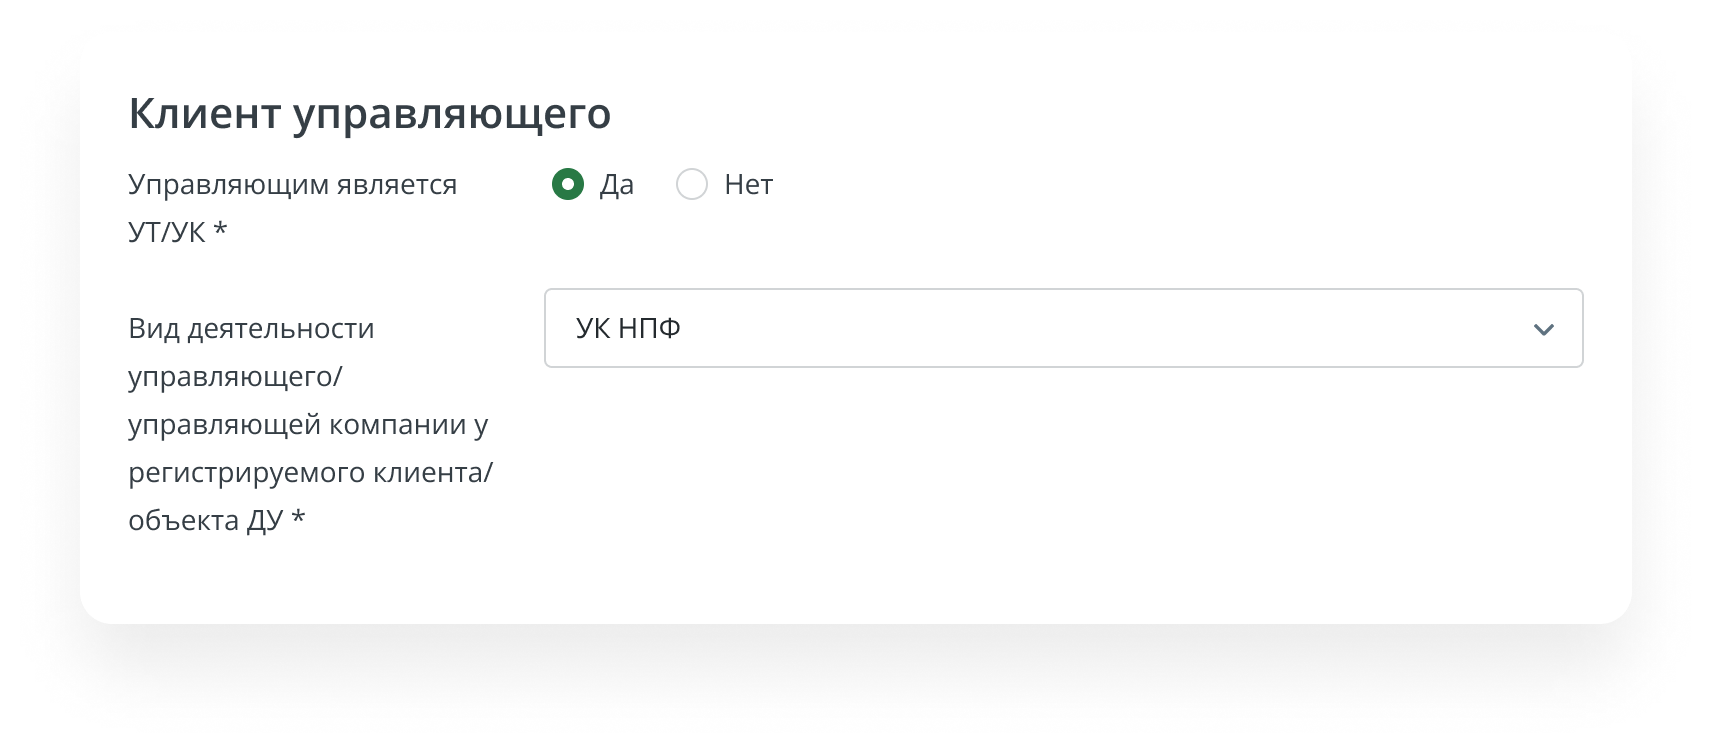 Клиент управляющего
Управляющим является
УТ/УК *
Да
Нет
Вид деятельности
управляющего/
управляющей компании у
регистрируемого клиента/
объекта ДУ *
УК НПФ